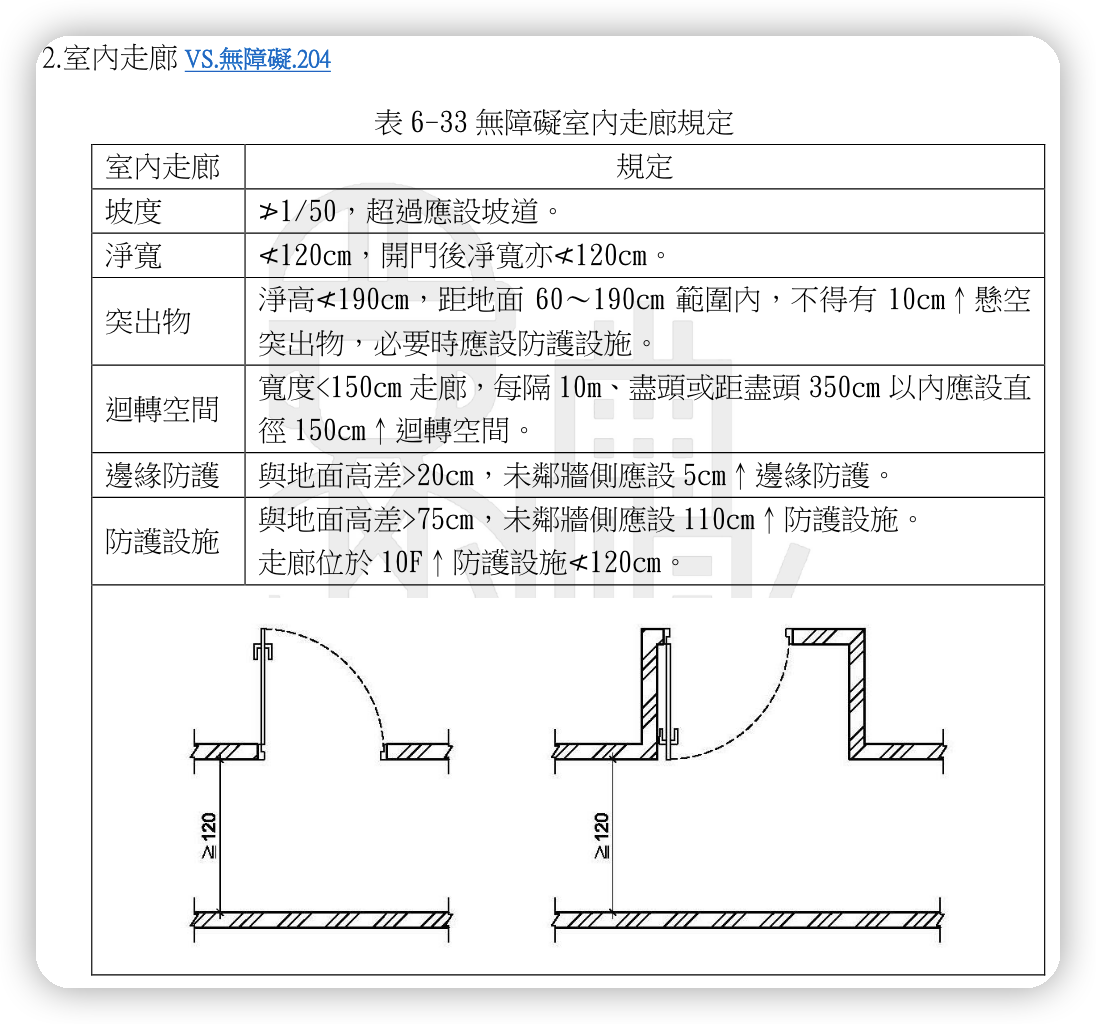 2.室內走廊 VS.無障礙.204
表 6-33 無障礙室內走廊規定
室內走廊 規定
坡度 ≯1/50，超過應設坡道。
淨寬 ≮120cm，開門後淨寬亦≮120cm。
突出物 淨高≮190cm，距地面 60～190cm 範圍內，不得有 10cm↑懸空
突出物，必要時應設防護設施。
迴轉空間 寬度<150cm 走廊，每隔 10m、盡頭或距盡頭 350cm 以內應設直
徑 150cm↑迴轉空間。
邊緣防護 與地面高差>20cm，未鄰牆側應設 5cm↑邊緣防護。
防護設施 與地面高差>75cm，未鄰牆側應設 110cm↑防護設施。
走廊位於 10F↑防護設施≮120cm。
≥120
≥120